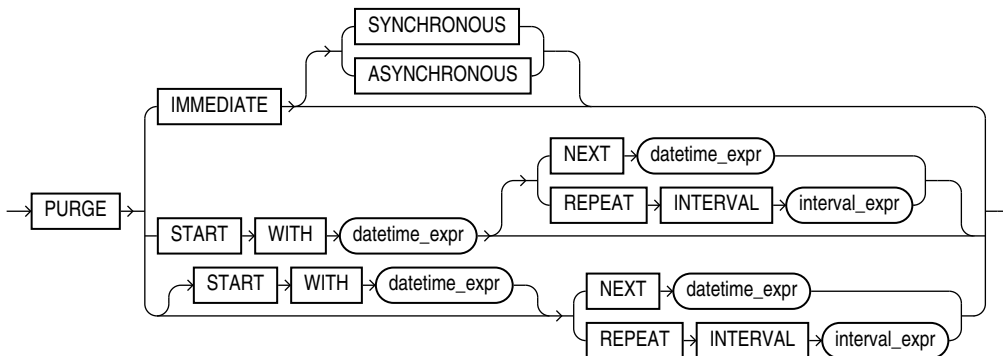 SYNCHRONOUS
ASYNCHRONOUS
IMMEDIATE
NEXT datetime_expr
REPEAT INTERVAL interval_expr
PURGE
START WITH datetime_expr
START WITH datetime_expr
NEXT datetime_expr
REPEAT INTERVAL interval_expr